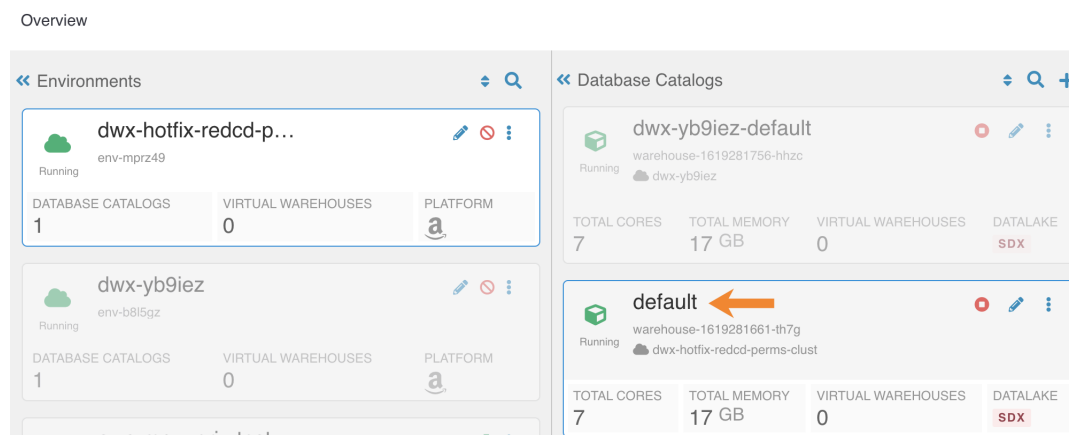 Overview
Environments
dwx-hotfix-redcd-p...
env-mprz49
Running
DATABASE CATALOGS
1
VIRTUAL WAREHOUSES
0
PLATFORM
a
dwx-yb9iez
env-b8l5gz
Running
DATABASE CATALOGS
1
VIRTUAL WAREHOUSES
0
PLATFORM
a
Database Catalogs
dwx-yb9iez-default
warehouse-1619281756-hhzc
dwx-yb9iez
Running
TOTAL CORES
7
TOTAL MEMORY
17 GB
VIRTUAL WAREHOUSES
0
DATALAKE
SDX
default
warehouse-1619281661-th7g
dwx-hotfix-redcd-perms-clust
Running
TOTAL CORES
7
TOTAL MEMORY
17 GB
VIRTUAL WAREHOUSES
0
DATALAKE
SDX